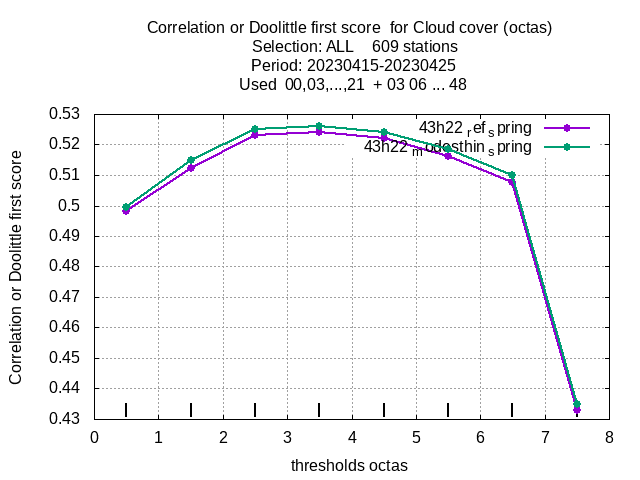 Correlation or Doolittle first score  for Cloud cover (octas)
Selection: ALL    609 stations
Period: 20230415-20230425
Used  00,03,...,21  + 03 06 ... 48
Correlation or Doolittle first score
0.53
0.52
0.51
0.5
0.49
0.48
0.47
0.46
0.45
0.44
0.43
43h22 ref spring
43h22 modesthin spring
0 1 2 3 4 5 6 7 8
thresholds octas